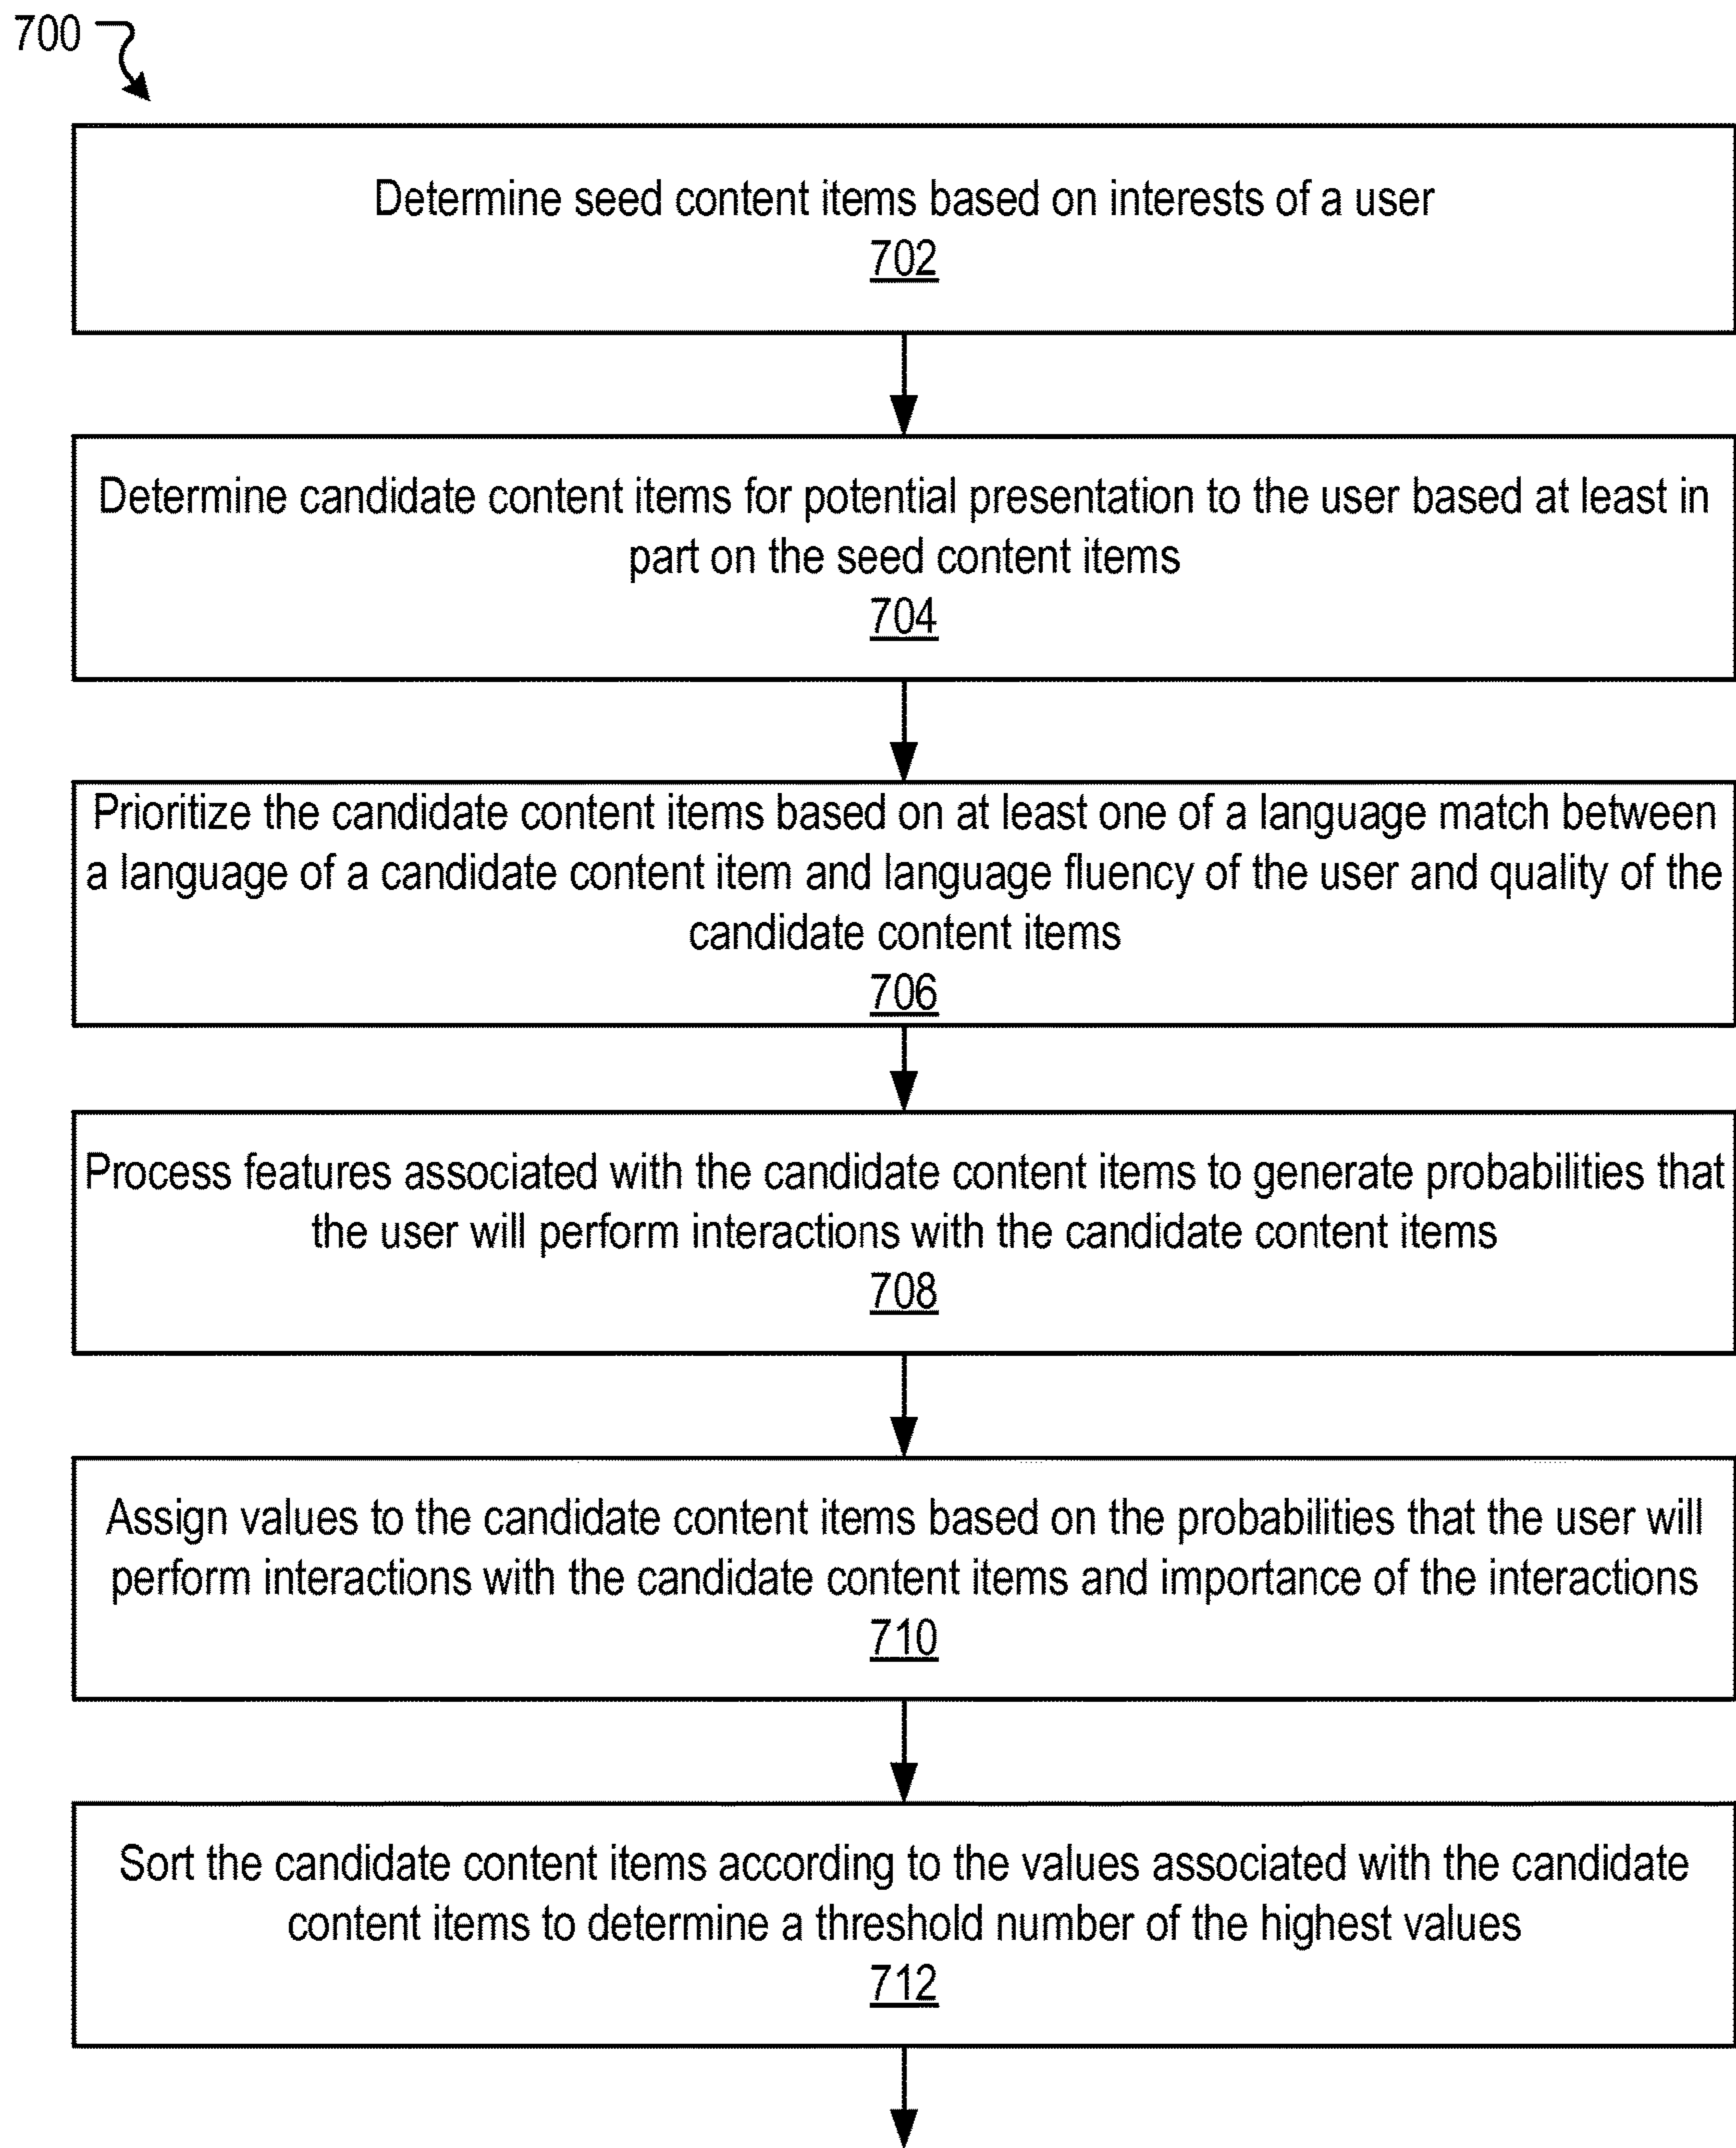 700
Determine seed content items based on interests of a user
702
Determine candidate content items for potential presentation to the user based at least in
part on the seed content items
704
Prioritize the candidate content items based on at least one of a language match between
a language of a candidate content item and language fluency of the user and quality of the
candidate content items
706
Process features associated with the candidate content items to generate probabilities that
the user will perform interactions with the candidate content items
708
Assign values to the candidate content items based on the probabilities that the user will
perform interactions with the candidate content items and importance of the interactions
710
Sort the candidate content items according to the values associated with the candidate
content items to determine a threshold number of the highest values
712